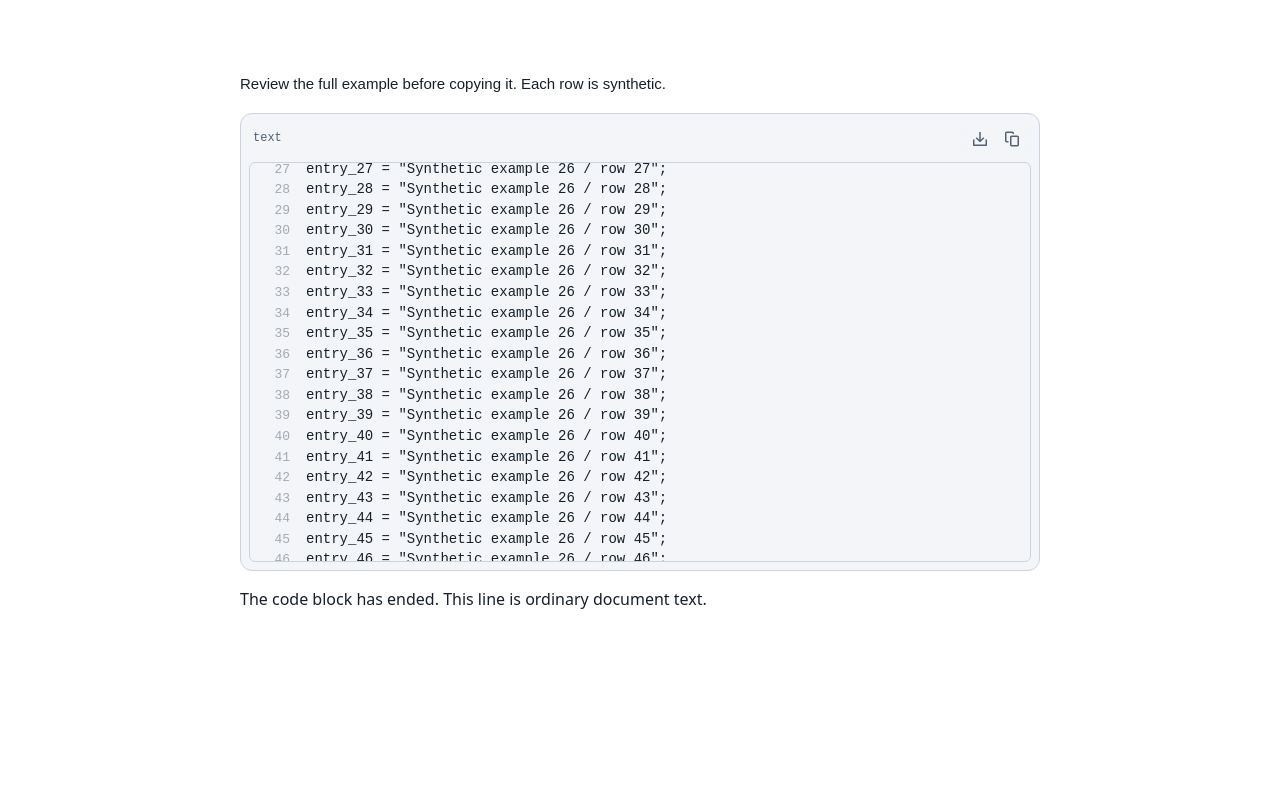 Review the full example before copying it. Each row is synthetic.
text
27 entry_27 = "Synthetic example 26 / row 27";
28 entry_28 = "Synthetic example 26 / row 28";
29 entry_29 = "Synthetic example 26 / row 29";
30 entry_30 = "Synthetic example 26 / row 30";
31 entry_31 = "Synthetic example 26 / row 31";
32 entry_32 = "Synthetic example 26 / row 32";
33 entry_33 = "Synthetic example 26 / row 33";
34 entry_34 = "Synthetic example 26 / row 34";
35 entry_35 = "Synthetic example 26 / row 35";
36 entry_36 = "Synthetic example 26 / row 36";
37 entry_37 = "Synthetic example 26 / row 37";
38 entry_38 = "Synthetic example 26 / row 38";
39 entry_39 = "Synthetic example 26 / row 39";
40 entry_40 = "Synthetic example 26 / row 40";
41 entry_41 = "Synthetic example 26 / row 41";
42 entry_42 = "Synthetic example 26 / row 42";
43 entry_43 = "Synthetic example 26 / row 43";
44 entry_44 = "Synthetic example 26 / row 44";
45 entry_45 = "Synthetic example 26 / row 45";
46 entry_46 = "Synthetic example 26 / row 46";
The code block has ended. This line is ordinary document text.